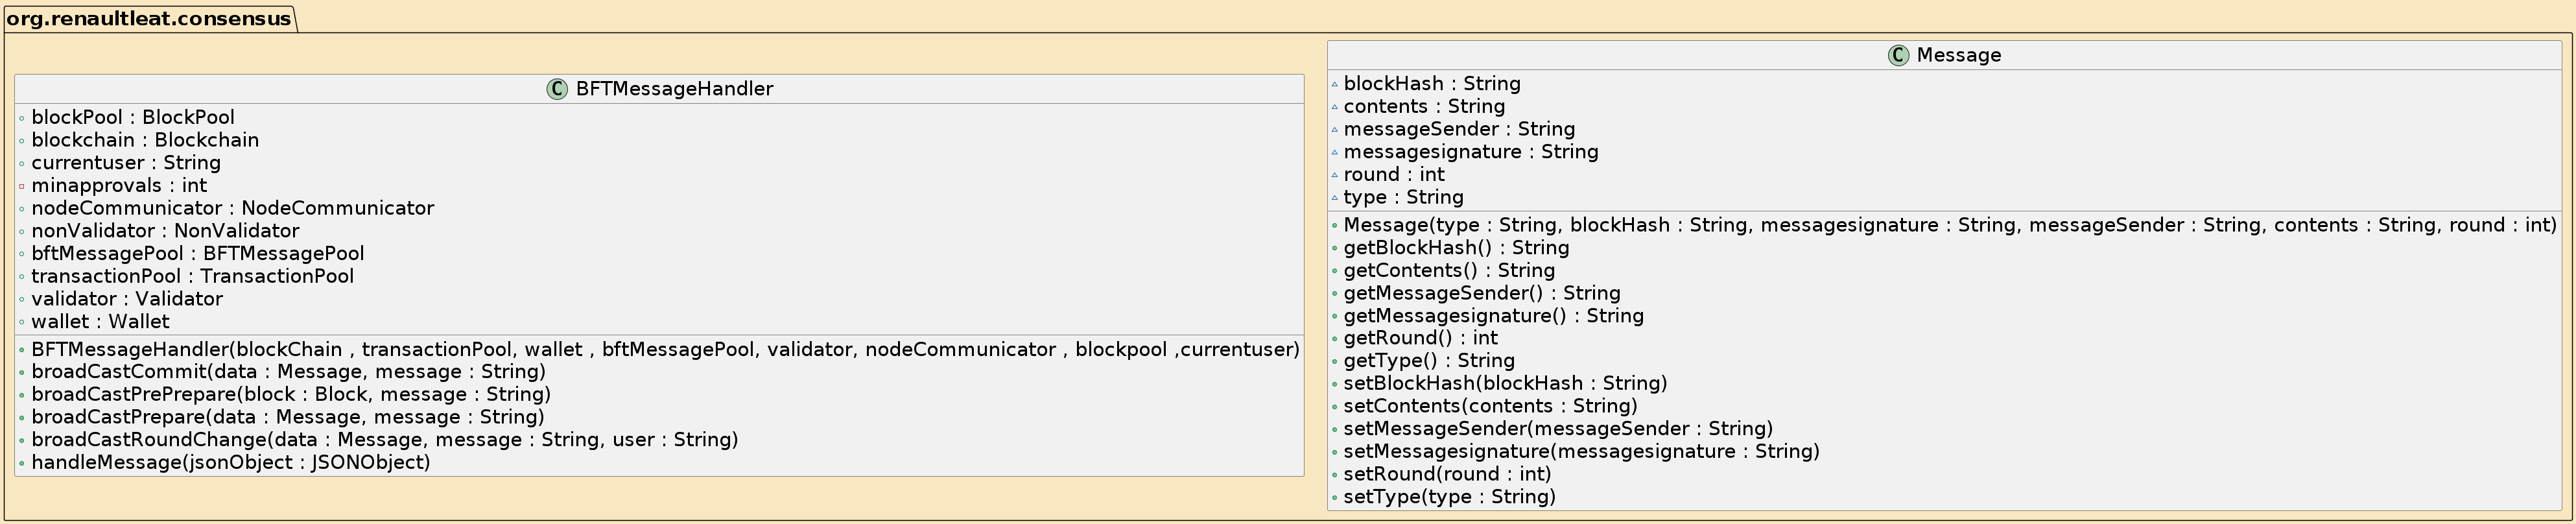 org.renaultleat.consensus
C BFTMessageHandler
blockPool : BlockPool
blockchain : Blockchain
currentuser : String
minapprovals : int
nodeCommunicator : NodeCommunicator
nonValidator : NonValidator
bftMessagePool : BFTMessagePool
transactionPool : TransactionPool
validator : Validator
wallet : Wallet
BFTMessageHandler(blockChain , transactionPool, wallet , bftMessagePool, validator, nodeCommunicator , blockpool ,currentuser)
broadCastCommit(data : Message, message : String)
broadCastPrePrepare(block : Block, message : String)
broadCastPrepare(data : Message, message : String)
broadCastRoundChange(data : Message, message : String, user : String)
handleMessage(jsonObject : JSONObject)
C Message
blockHash : String
contents : String
messageSender : String
messagesignature : String
round : int
type : String
Message(type : String, blockHash : String, messagesignature : String, messageSender : String, contents : String, round : int)
getBlockHash() : String
getContents() : String
getMessageSender() : String
getMessagesignature() : String
getRound() : int
getType() : String
setBlockHash(blockHash : String)
setContents(contents : String)
setMessageSender(messageSender : String)
setMessagesignature(messagesignature : String)
setRound(round : int)
setType(type : String)